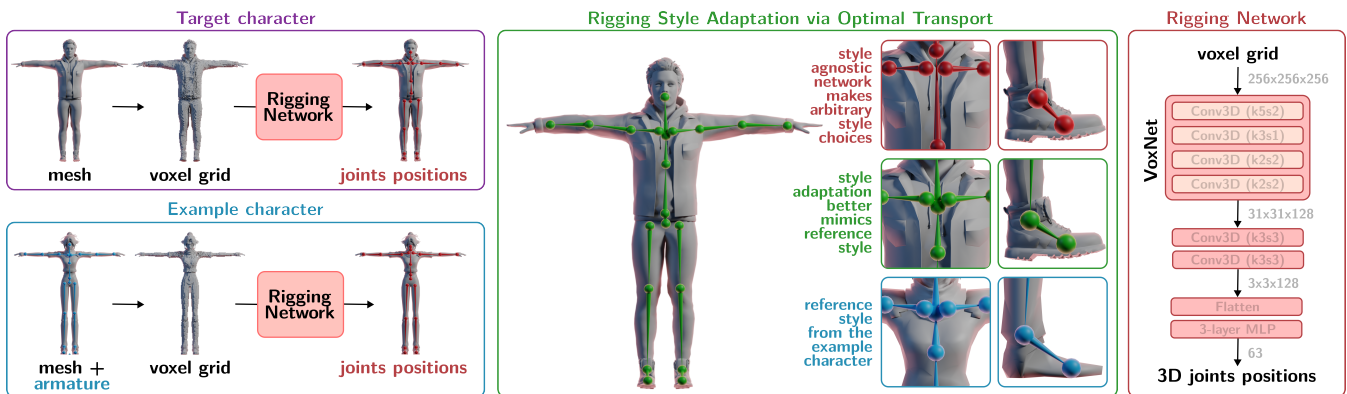 Target character
Rigging
Network
mesh
voxel grid
joints positions
Example character
Rigging
Network
mesh +
armature
voxel grid
joints positions
Rigging Style Adaptation via Optimal Transport
style
agnostic
network
makes
arbitrary
style
choices
style
adaptation
better
mimics
reference
style
reference
style
from the
example
character
Rigging Network
voxel grid
256x256x256
VoxNet
Conv3D (k5s2)
Conv3D (k3s1)
Conv3D (k2s2)
Conv3D (k2s2)
31x31x128
Conv3D (k3s3)
Conv3D (k3s3)
3x3x128
Flatten
3-layer MLP
63
3D joints positions